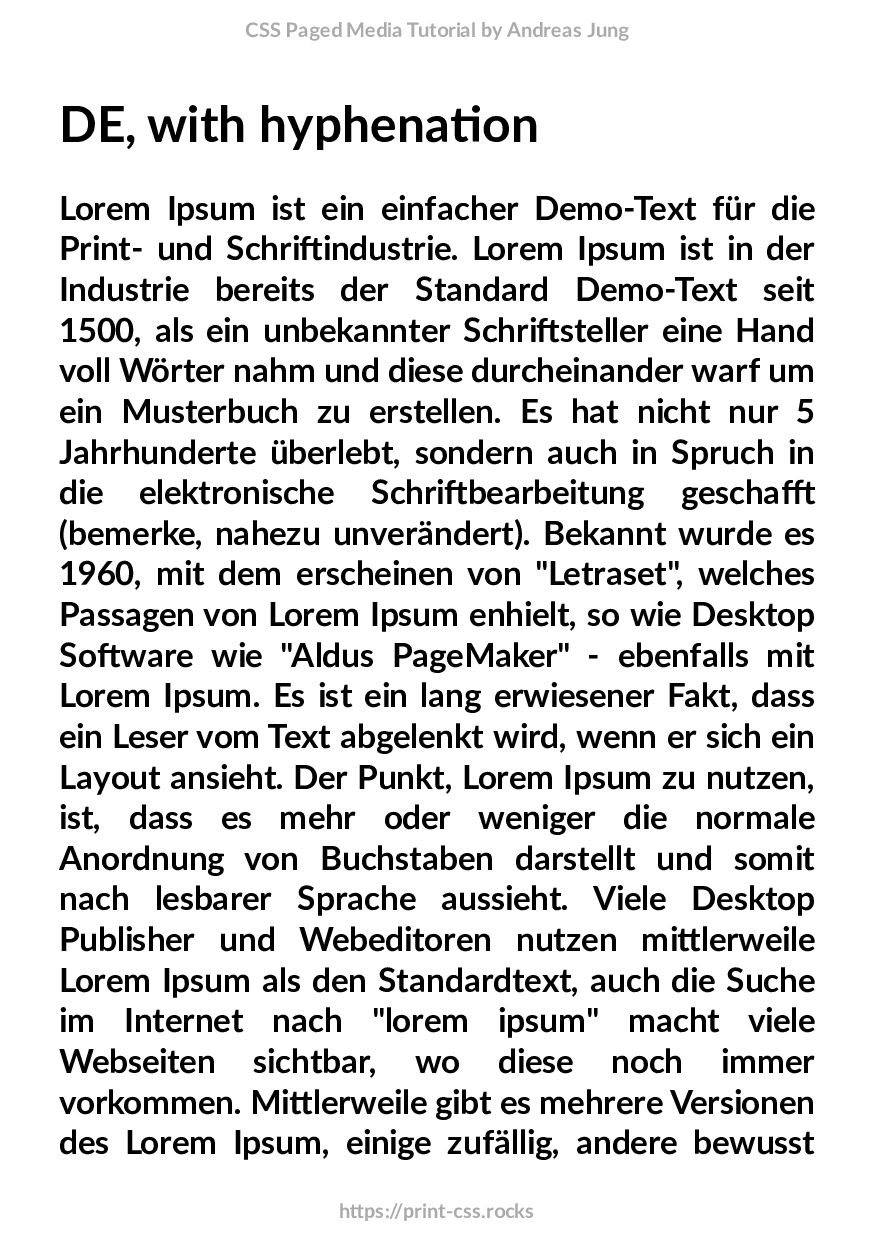 CSS Paged Media Tutorial by Andreas Jung
DE, with hyphenation
Lorem Ipsum ist ein einfacher Demo-Text für die
Print- und Schriftindustrie. Lorem Ipsum ist in der
Industrie bereits der Standard Demo-Text seit
1500, als ein unbekannter Schriftsteller eine Hand
voll Wörter nahm und diese durcheinander warf um
ein Musterbuch zu erstellen. Es hat nicht nur 5
Jahrhunderte überlebt, sondern auch in Spruch in
die elektronische Schriftbearbeitung geschafft
(bemerke, nahezu unverändert). Bekannt wurde es
1960, mit dem erscheinen von "Letraset", welches
Passagen von Lorem Ipsum enhielt, so wie Desktop
Software wie "Aldus PageMaker" - ebenfalls mit
Lorem Ipsum. Es ist ein lang erwiesener Fakt, dass
ein Leser vom Text abgelenkt wird, wenn er sich ein
Layout ansieht. Der Punkt, Lorem Ipsum zu nutzen,
ist, dass es mehr oder weniger die normale
Anordnung von Buchstaben darstellt und somit
nach lesbarer Sprache aussieht. Viele Desktop
Publisher und Webeditoren nutzen mittlerweile
Lorem Ipsum als den Standardtext, auch die Suche
im Internet nach "lorem ipsum" macht viele
Webseiten sichtbar, wo diese noch immer
vorkommen. Mittlerweile gibt es mehrere Versionen
des Lorem Ipsum, einige zufällig, andere bewusst
https://print-css.rocks